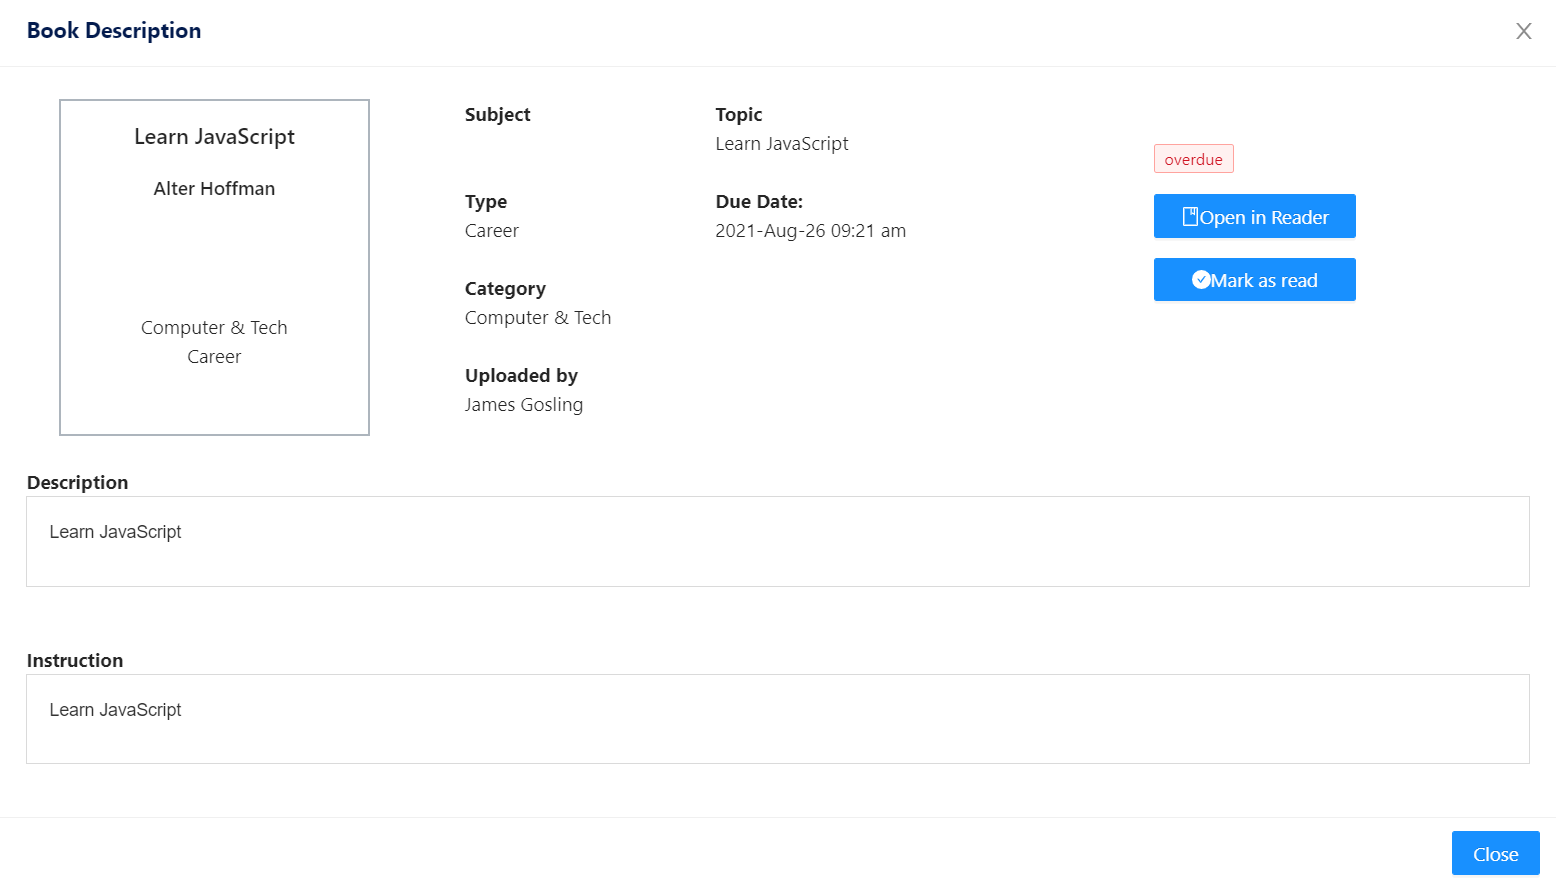 Book Description
Learn JavaScript
Alter Hoffman
Computer & Tech
Career
Subject
Topic
Learn JavaScript
Type
Career
Due Date:
2021-Aug-26 09:21 am
Category
Computer & Tech
Uploaded by
James Gosling
overdue
Open in Reader
Mark as read
Description
Learn JavaScript
Instruction
Learn JavaScript
Close